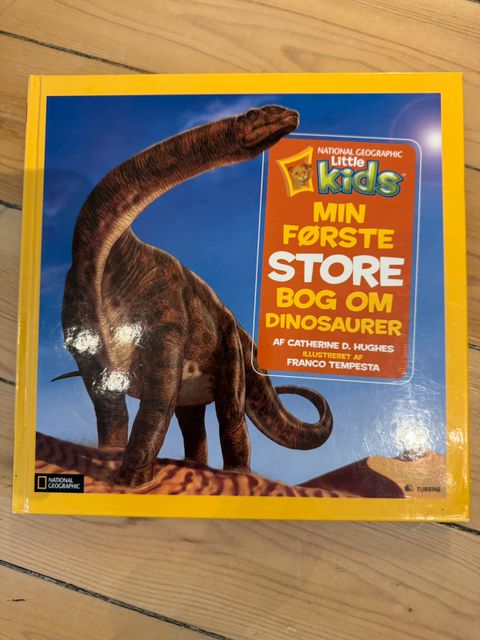 NATIONAL GEOGRAPHIC
Little
Kids
MIN
FØRSTE
STORE
BOG OM
DINOSAURER
AF CATHERINE D. HUGHES
ILLUSTRERET AF
FRANCO TEMPESTA
NATIONAL
GEOGRAPHIC
TURBINE